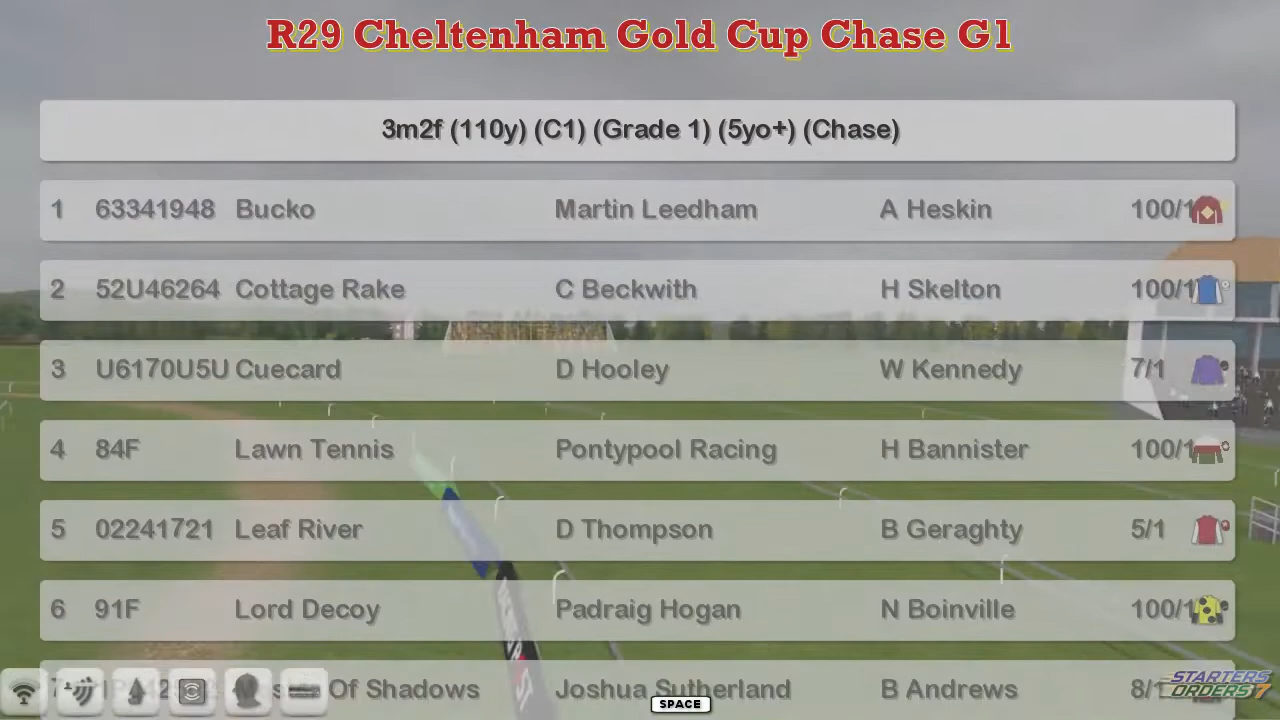 R29 Cheltenham Gold Cup Chase G1
3m2f (110y) (C1) (Grade 1) (5yo+) (Chase)
1 63341948 Bucko Martin Leedham A Heskin 100/1
2 52U46264 Cottage Rake C Beckwith H Skelton 100/1
3 U6170U5U Cuecard D Hooley W Kennedy 7/1
4 84F Lawn Tennis Pontypool Racing H Bannister 100/1
5 02241721 Leaf River D Thompson B Geraghty 5/1
6 91F Lord Decoy Padraig Hogan N Boinville 100/1
7 Of Shadows Joshua Sutherland B Andrews 8/1
SPACE
STARTERS ORDERS 7